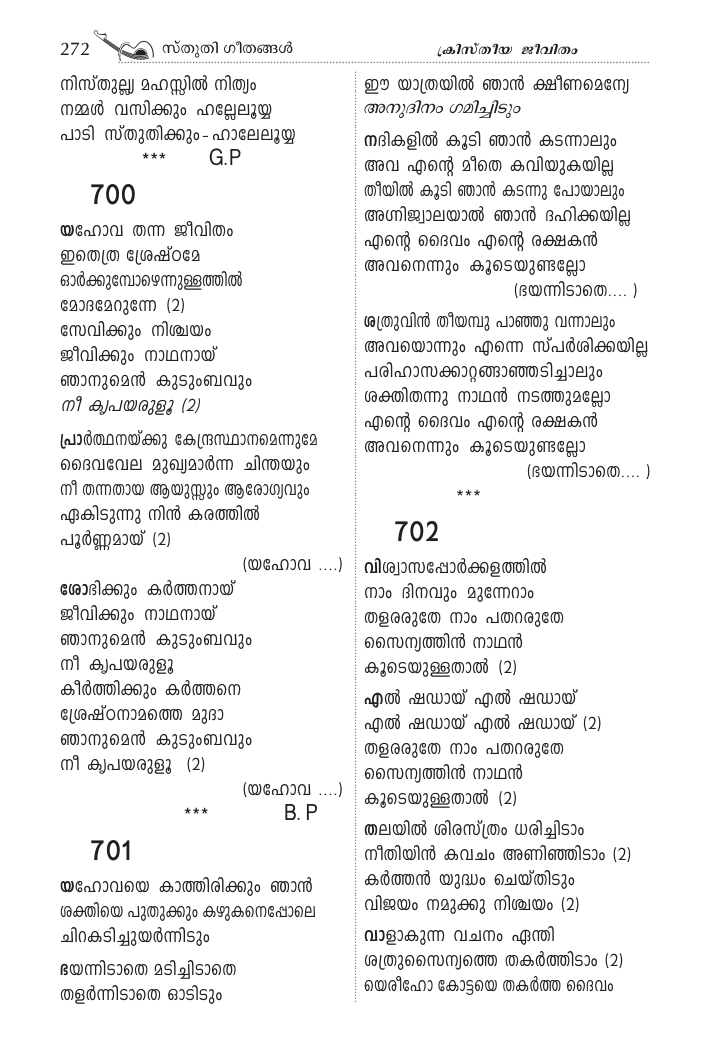 272 സ്തുതി ഗീതങ്ങൾ
ക്രിസ്തീയ ജീവിതം
നിസ്തുല്യ മഹസ്സിൽ നിത്യം
നമ്മൾ വസിക്കും ഹല്ലേലൂയ്യ
പാടി സ്തുതിക്കും-ഹാലേലൂയ്യ
*** G.P
700
യഹോവ തന്ന ജീവിതം
ഇതെത്ര ശ്രേഷ്ഠമേ
ഓർക്കുമ്പോഴെന്നുള്ളത്തിൽ
മോദമേറുന്നേ (2)
സേവിക്കും നിശ്ചയം
ജീവിക്കും നാഥനായ്
ഞാനുമെൻ കുടുംബവും
നീ കൃപയരുളൂ (2)
പ്രാർത്ഥനയ്ക്കു കേന്ദ്രസ്ഥാനമെന്നുമേ
ദൈവവേല മുഖ്യമാർന്ന ചിന്തയും
നീ തന്നതായ ആയുസ്സും ആരോഗ്യവും
ഏകിടുന്നു നിൻ കരത്തിൽ
പൂർണ്ണമായ് (2)
(യഹോവ ....)
ശോഭിക്കും കർത്തനായ്
ജീവിക്കും നാഥനായ്
ഞാനുമെൻ കുടുംബവും
നീ കൃപയരുളൂ
കീർത്തിക്കും കർത്തനെ
ശ്രേഷ്ഠനാമത്തെ മുദാ
ഞാനുമെൻ കുടുംബവും
നീ കൃപയരുളൂ (2)
(യഹോവ ....)
*** B. P
701
യഹോവയെ കാത്തിരിക്കും ഞാൻ
ശക്തിയെ പുതുക്കും കഴുകനെപ്പോലെ
ചിറകടിച്ചുയർന്നിടും
ഭയന്നിടാതെ മടിച്ചിടാതെ
തളർന്നിടാതെ ഓടിടും
ഈ യാത്രയിൽ ഞാൻ ക്ഷീണമെന്യേ
അനുദിനം ഗമിച്ചിടും
നദികളിൽ കൂടി ഞാൻ കടന്നാലും
അവ എന്റെ മീതെ കവിയുകയില്ല
തീയിൽ കൂടി ഞാൻ കടന്നു പോയാലും
അഗ്നിജ്വാലയാൽ ഞാൻ ദഹിക്കയില്ല
എന്റെ ദൈവം എന്റെ രക്ഷകൻ
അവനെന്നും കൂടെയുണ്ടല്ലോ
(ഭയന്നിടാതെ.... )
ശത്രുവിൻ തീയമ്പു പാഞ്ഞു വന്നാലും
അവയൊന്നും എന്നെ സ്പർശിക്കയില്ല
പരിഹാസക്കാറ്റങ്ങാഞ്ഞടിച്ചാലും
ശക്തിതന്നു നാഥൻ നടത്തുമല്ലോ
എന്റെ ദൈവം എന്റെ രക്ഷകൻ
അവനെന്നും കൂടെയുണ്ടല്ലോ
(ഭയന്നിടാതെ.... )
***
702
വിശ്വാസപ്പോർക്കളത്തിൽ
നാം ദിനവും മുന്നേറാം
തളരരുതേ നാം പതറരുതേ
സൈന്യത്തിൻ നാഥൻ
കൂടെയുള്ളതാൽ (2)
എൽ ഷഡായ് എൽ ഷഡായ്
എൽ ഷഡായ് എൽ ഷഡായ് (2)
തളരരുതേ നാം പതറരുതേ
സൈന്യത്തിൻ നാഥൻ
കൂടെയുള്ളതാൽ (2)
തലയിൽ ശിരസ്ത്രം ധരിച്ചിടാം
നീതിയിൻ കവചം അണിഞ്ഞിടാം (2)
കർത്തൻ യുദ്ധം ചെയ്തിടും
വിജയം നമുക്കു നിശ്ചയം (2)
വാളാകുന്ന വചനം ഏന്തി
ശത്രുസൈന്യത്തെ തകർത്തിടാം (2)
യെരീഹോ കോട്ടയെ തകർത്ത ദൈവം